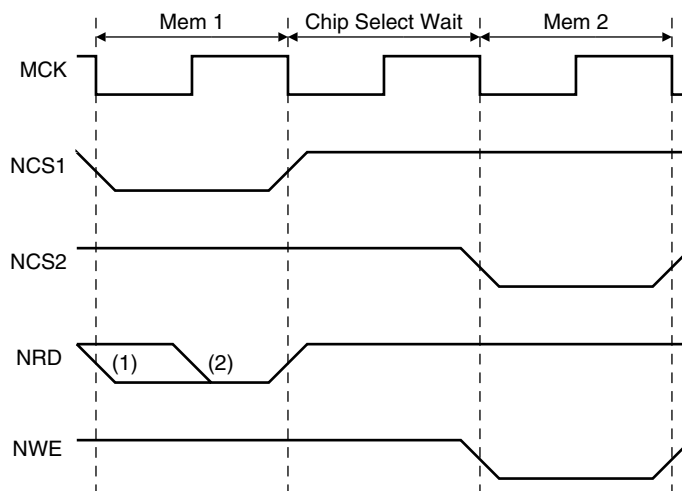 Mem 1 Chip Select Wait Mem 2
MCK
NCS1
NCS2
NRD (1) (2)
NWE